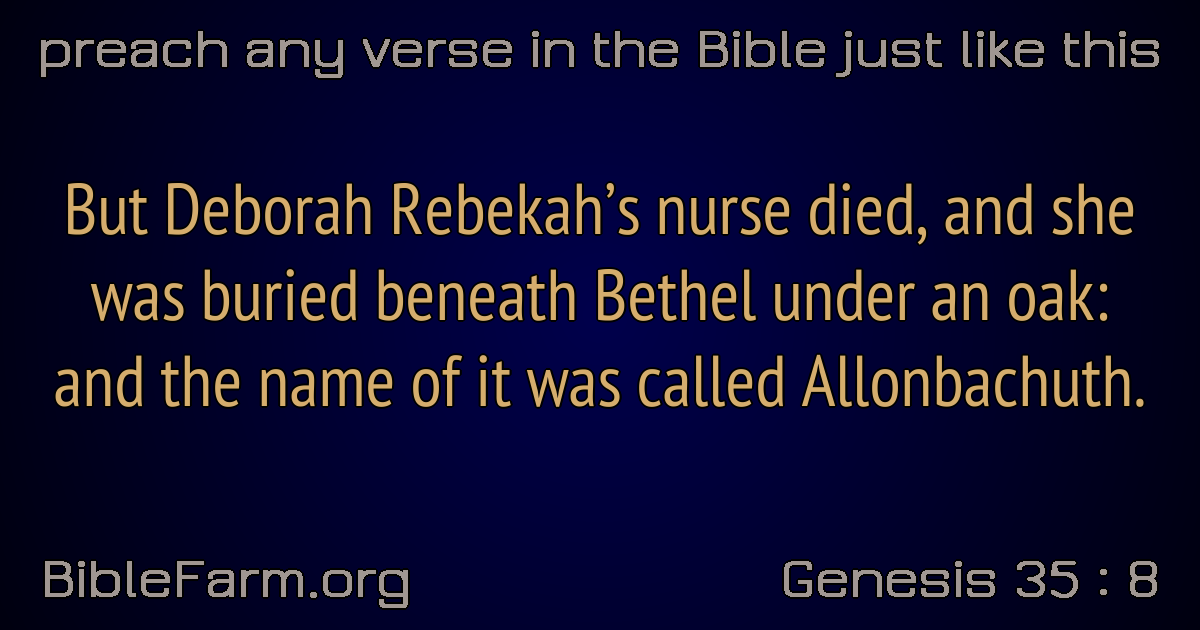 preach any verse in the Bible just like this
But Deborah Rebekah’s nurse died, and she
was buried beneath Bethel under an oak:
and the name of it was called Allonbachuth.
BibleFarm.org
Genesis 35 : 8